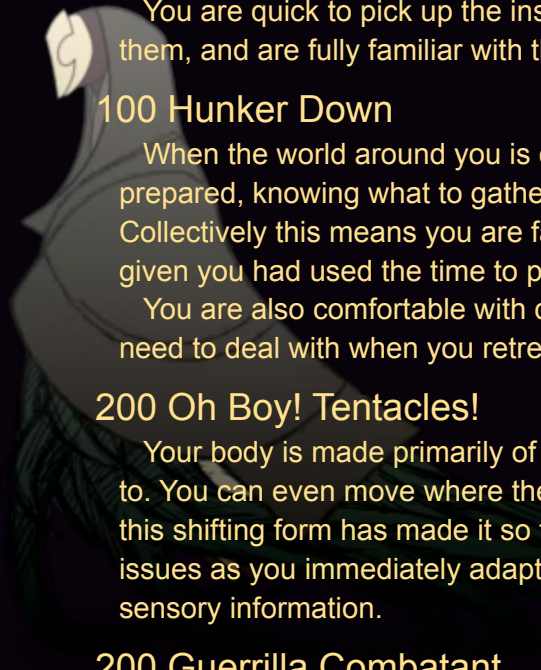 You are quick to pick up the ins
them, and are fully familiar with t
100 Hunker Down
When the world around you is
prepared, knowing what to gathe
Collectively this means you are f
given you had used the time to p
You are also comfortable with
need to deal with when you retre
200 Oh Boy! Tentacles!
Your body is made primarily of
to. You can even move where the
this shifting form has made it so
issues as you immediately adapt
sensory information.
200 Guerrilla Combatant